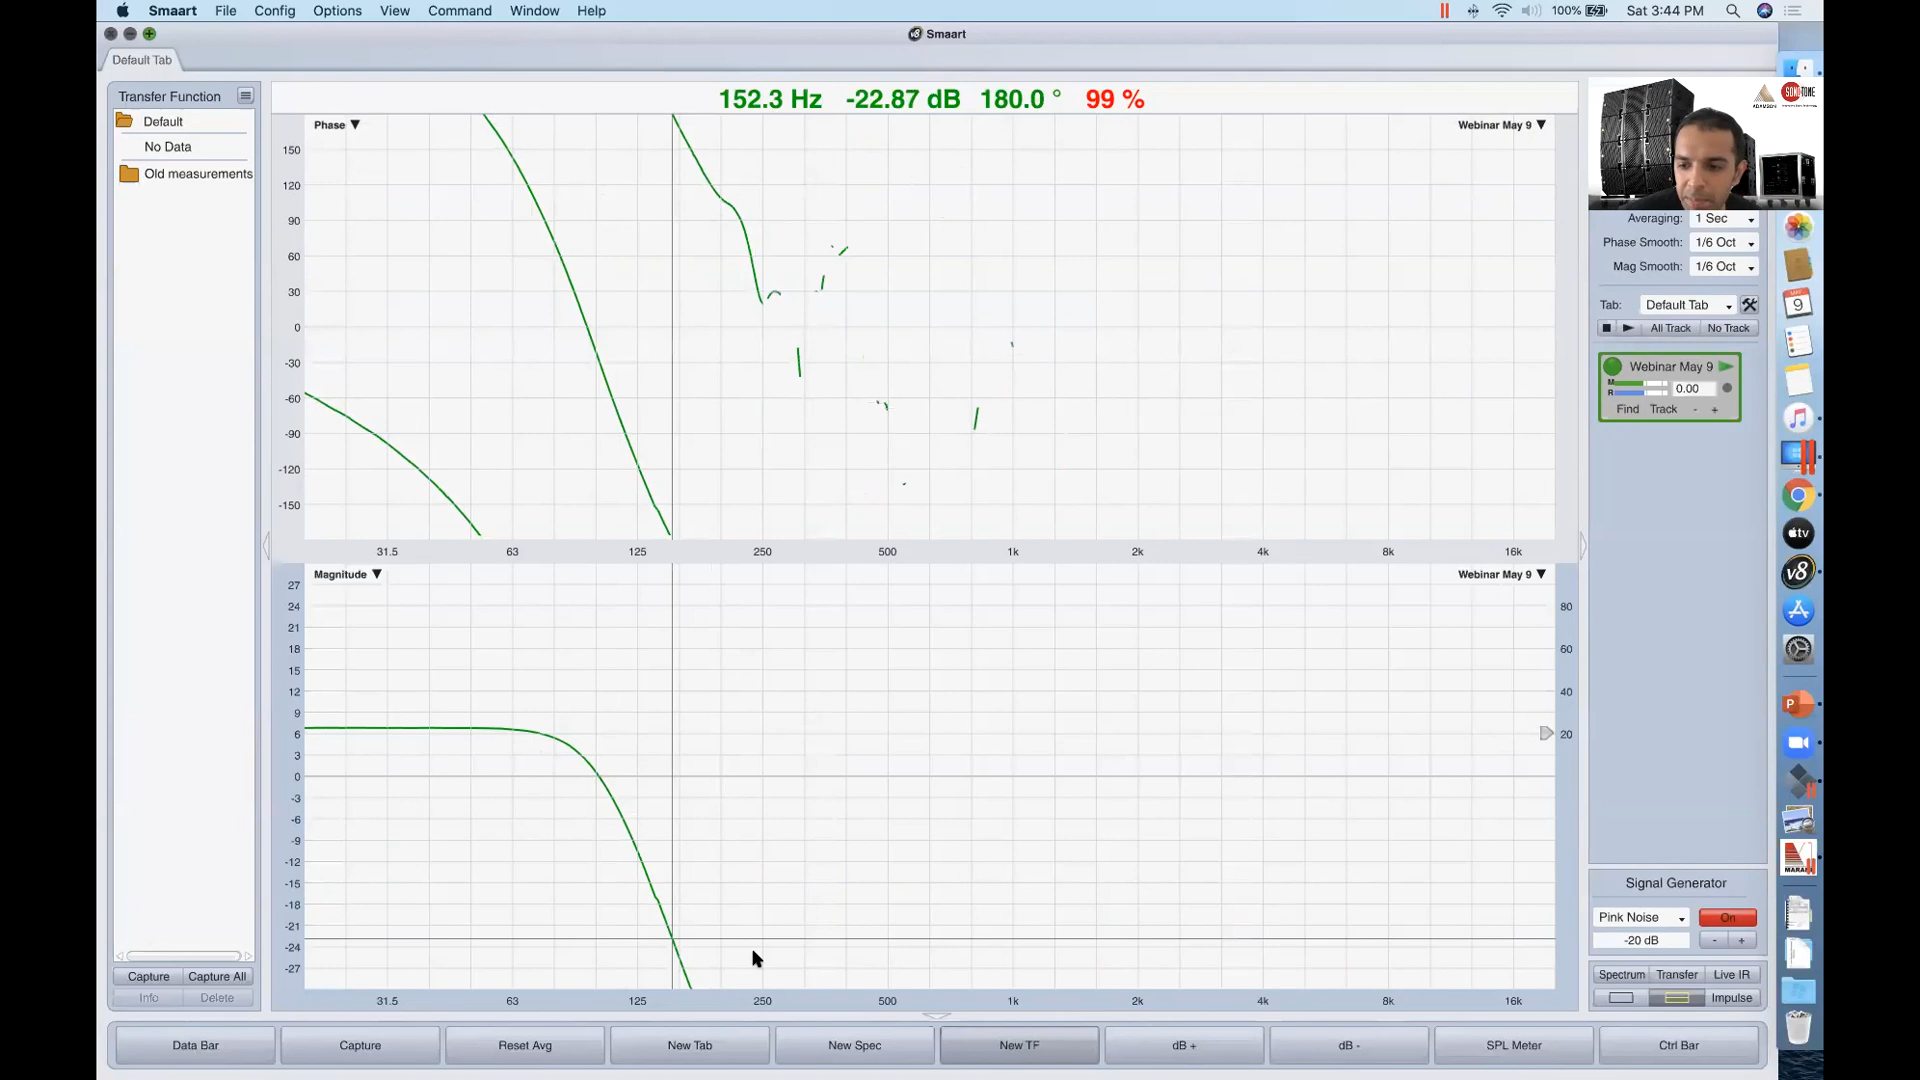 Smaart File Config Options View Command Window Help 100% Sat 3:44 PM
v8 Smaart
Default Tab
Transfer Function
Default
No Data
Old measurements
152.3 Hz -22.87 dB 180.0 ° 99 %
Phase ▼ Webinar May 9 ▼
150
120
90
60
30
0
-30
-60
-90
-120
-150
31.5 63 125 250 500 1k 2k 4k 8k 16k
Magnitude ▼ Webinar May 9 ▼
27
24
21
18
15
12
9
6
3
0
-3
-6
-9
-12
-15
-18
-21
-24
-27
80
60
40
20
31.5 63 125 250 500 1k 2k 4k 8k 16k
ADAMSON SONOTONE
Averaging: 1 Sec
Phase Smooth: 1/6 Oct
Mag Smooth: 1/6 Oct
Tab: Default Tab
All Track No Track
Webinar May 9
M
R 0.00
Find Track - +
Signal Generator
Pink Noise On
-20 dB - +
Spectrum Transfer Live IR
Impulse
Capture Capture All
Info Delete
Data Bar Capture Reset Avg New Tab New Spec New TF dB + dB - SPL Meter Ctrl Bar
9
tv
v8
P